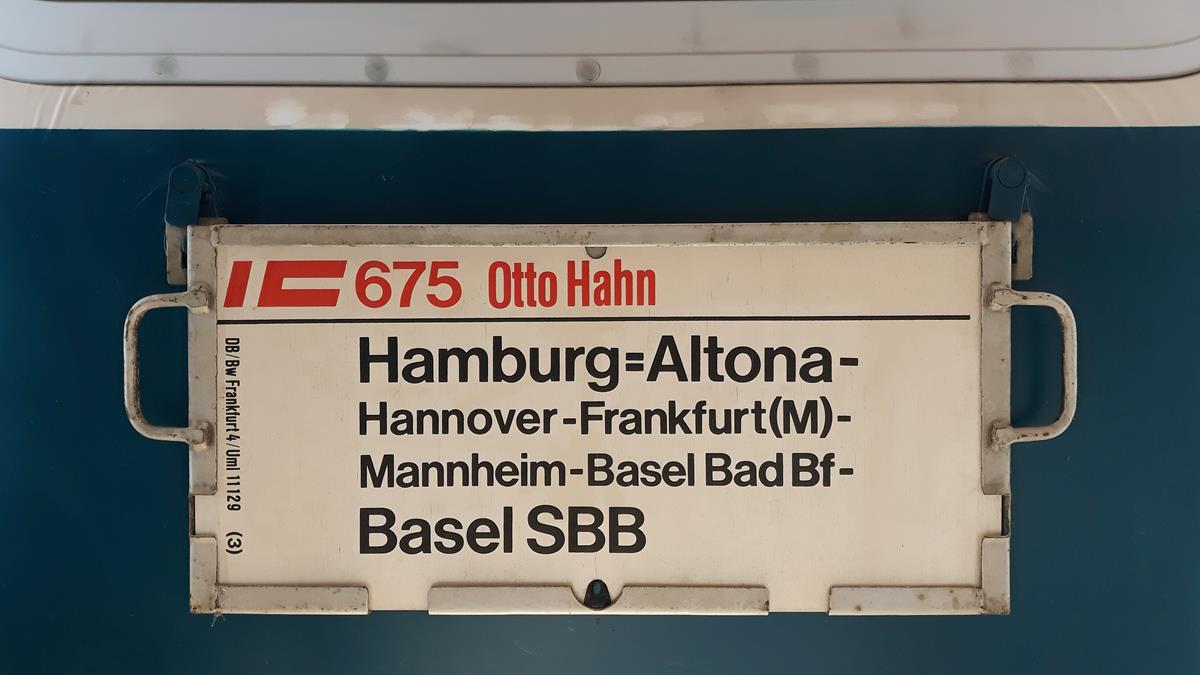 IC 675 Otto Hahn
Hamburg=Altona-
Hannover-Frankfurt(M)-
Mannheim-Basel Bad Bf-
Basel SBB
DB/Bw Frankfurt 4/Uml 11129 (3)